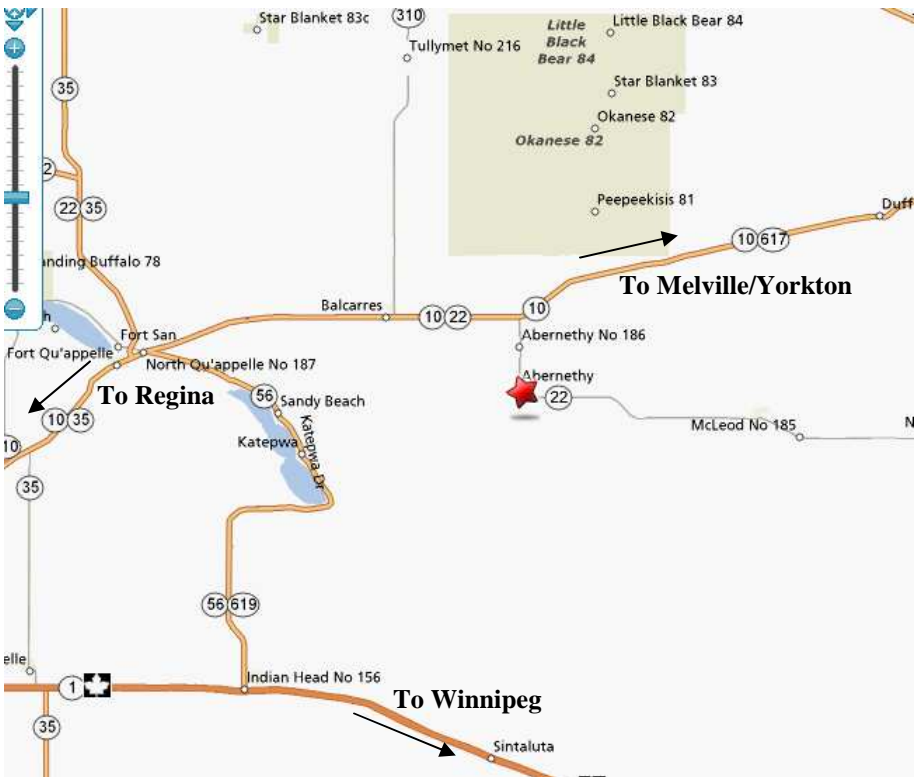 Star Blanket 83c
310
Little Black Bear 84
Tullymet No 216
Little
Black
Bear 84
35
Star Blanket 83
Okanese 82
Okanese 82
2
22 35
Peepeekisis 81
Duff
10 617
anding Buffalo 78
To Melville/Yorkton
Balcarres
10 22
10
h
Fort San
Abernethy No 186
Fort Qu'appelle
North Qu'appelle No 187
Abernethy
To Regina
56
Sandy Beach
22
10 35
McLeod No 185
N
10
Katepwa
Katepwa Dr
35
56 619
elle
Indian Head No 156
1
To Winnipeg
35
Sintaluta